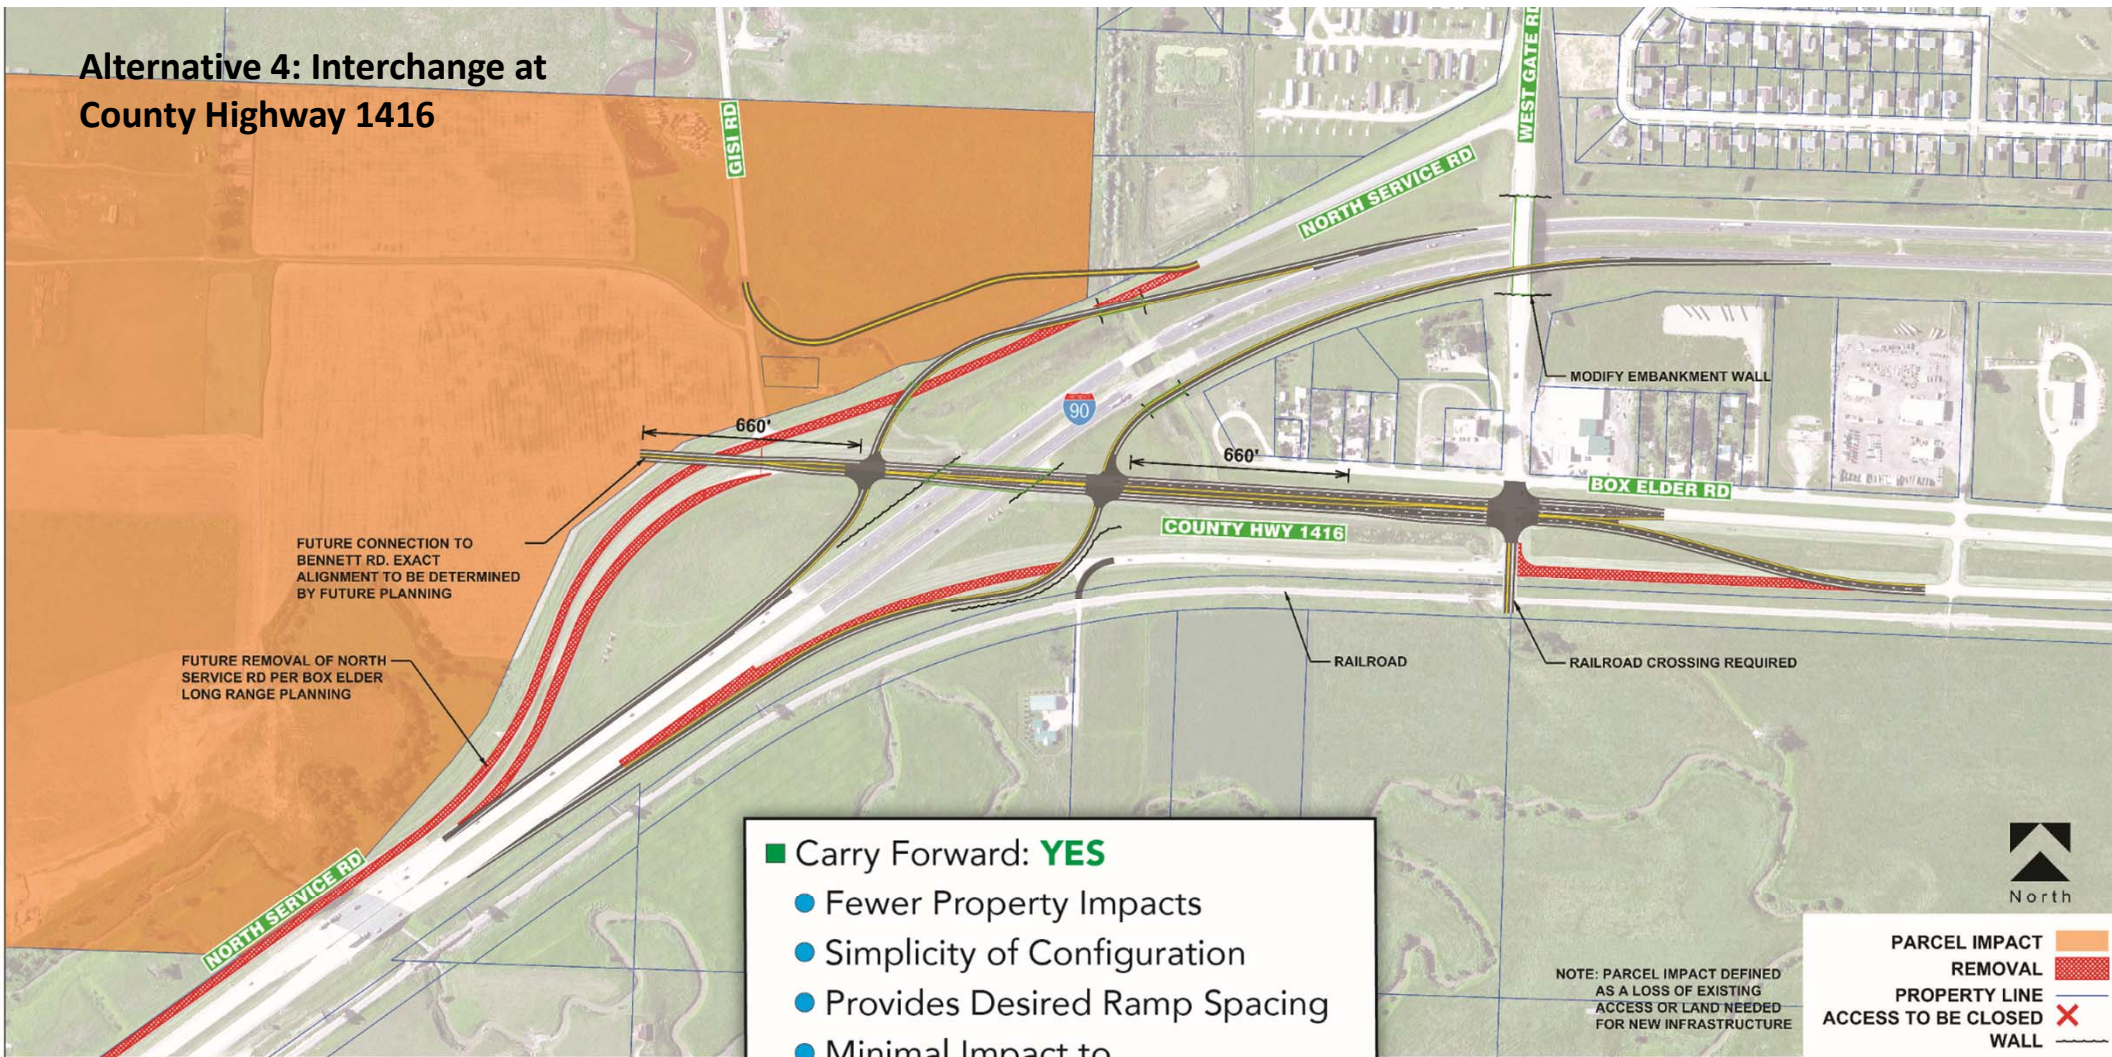 Alternative 4: Interchange at
County Highway 1416
GISI RD
WEST GATE RD
NORTH SERVICE RD
MODIFY EMBANKMENT WALL
90
660'
660'
BOX ELDER RD
COUNTY HWY 1416
FUTURE CONNECTION TO
BENNETT RD. EXACT
ALIGNMENT TO BE DETERMINED
BY FUTURE PLANNING
FUTURE REMOVAL OF NORTH
SERVICE RD PER BOX ELDER
LONG RANGE PLANNING
RAILROAD
RAILROAD CROSSING REQUIRED
NORTH SERVICE RD
Carry Forward: YES
Fewer Property Impacts
Simplicity of Configuration
Provides Desired Ramp Spacing
Minimal Impact to
North
NOTE: PARCEL IMPACT DEFINED
AS A LOSS OF EXISTING
ACCESS OR LAND NEEDED
FOR NEW INFRASTRUCTURE
PARCEL IMPACT
REMOVAL
PROPERTY LINE
ACCESS TO BE CLOSED
WALL